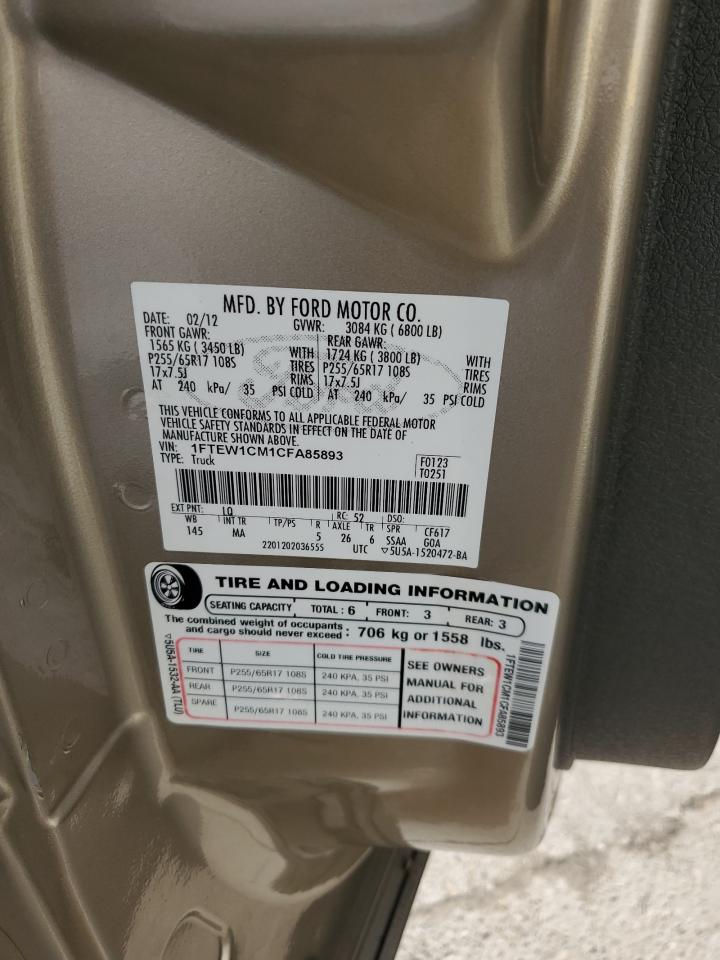 MFD. BY FORD MOTOR CO.
DATE: 02/12 GVWR: 3084 KG ( 6800 LB)
FRONT GAWR: REAR GAWR:
1565 KG ( 3450 LB) WITH 1724 KG ( 3800 LB) WITH
P255/65R17 108S TIRES P255/65R17 108S TIRES
17x7.5J RIMS 17x7.5J RIMS
AT 240 kPa/ 35 PSI COLD AT 240 kPa/ 35 PSI COLD
THIS VEHICLE CONFORMS TO ALL APPLICABLE FEDERAL MOTOR
VEHICLE SAFETY STANDARDS IN EFFECT ON THE DATE OF
MANUFACTURE SHOWN ABOVE.
VIN: 1FTEW1CM1CFA85893
TYPE: Truck
F0123
T0251
EXT PNT: LQ RC: 52 DSO:
WB INT TR TP/PS R AXLE TR SPR CF617
145 MA 5 26 6 SSAA GOA
2201202036555 UTC ▽5U5A-1520472-BA
TIRE AND LOADING INFORMATION
SEATING CAPACITY TOTAL : 6 FRONT: 3 REAR: 3
The combined weight of occupants
and cargo should never exceed : 706 kg or 1558 lbs.
TIRE SIZE COLD TIRE PRESSURE
FRONT P255/65R17 108S 240 KPA, 35 PSI
REAR P255/65R17 108S 240 KPA, 35 PSI
SPARE P255/65R17 108S 240 KPA, 35 PSI
SEE OWNERS
MANUAL FOR
ADDITIONAL
INFORMATION
▽5U5A-1532-AA (TLU)
1FTEW1CM1CFA85893